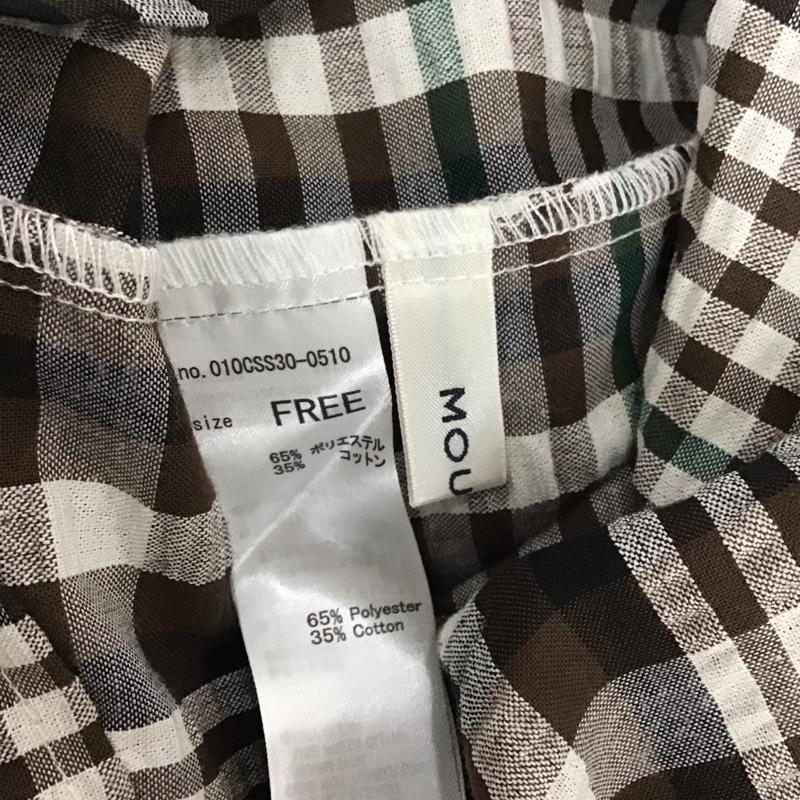 no.010CSS30-0510
size FREE
65% ポリエステル
35% コットン
65% Polyester
35% Cotton
MOU